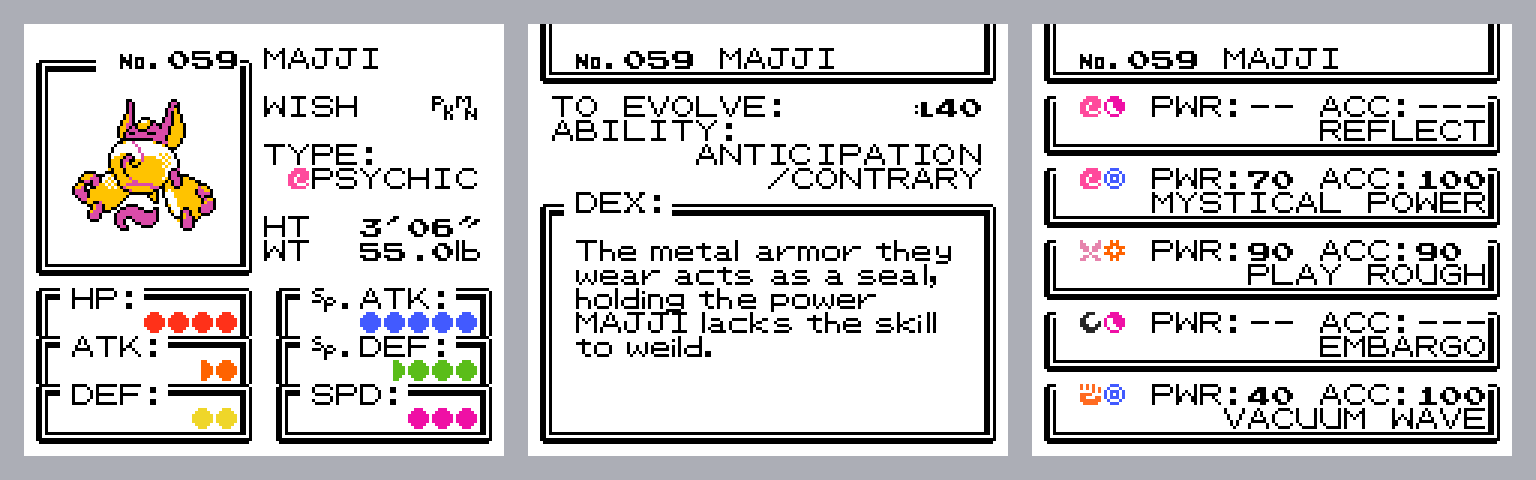 No.059 MAJJI
WISH PKMN
TYPE:
PSYCHIC
HT 3'06"
WT 55.0lb
HP:
Sp.ATK:
ATK:
Sp.DEF:
DEF:
SPD:
No.059 MAJJI
TO EVOLVE: :L40
ABILITY:
ANTICIPATION
/CONTRARY
DEX:
The metal armor they
wear acts as a seal,
holding the power
MAJJI lacks the skill
to weild.
No.059 MAJJI
PWR:-- ACC:---
REFLECT
PWR:70 ACC:100
MYSTICAL POWER
PWR:90 ACC:90
PLAY ROUGH
PWR:-- ACC:---
EMBARGO
PWR:40 ACC:100
VACUUM WAVE